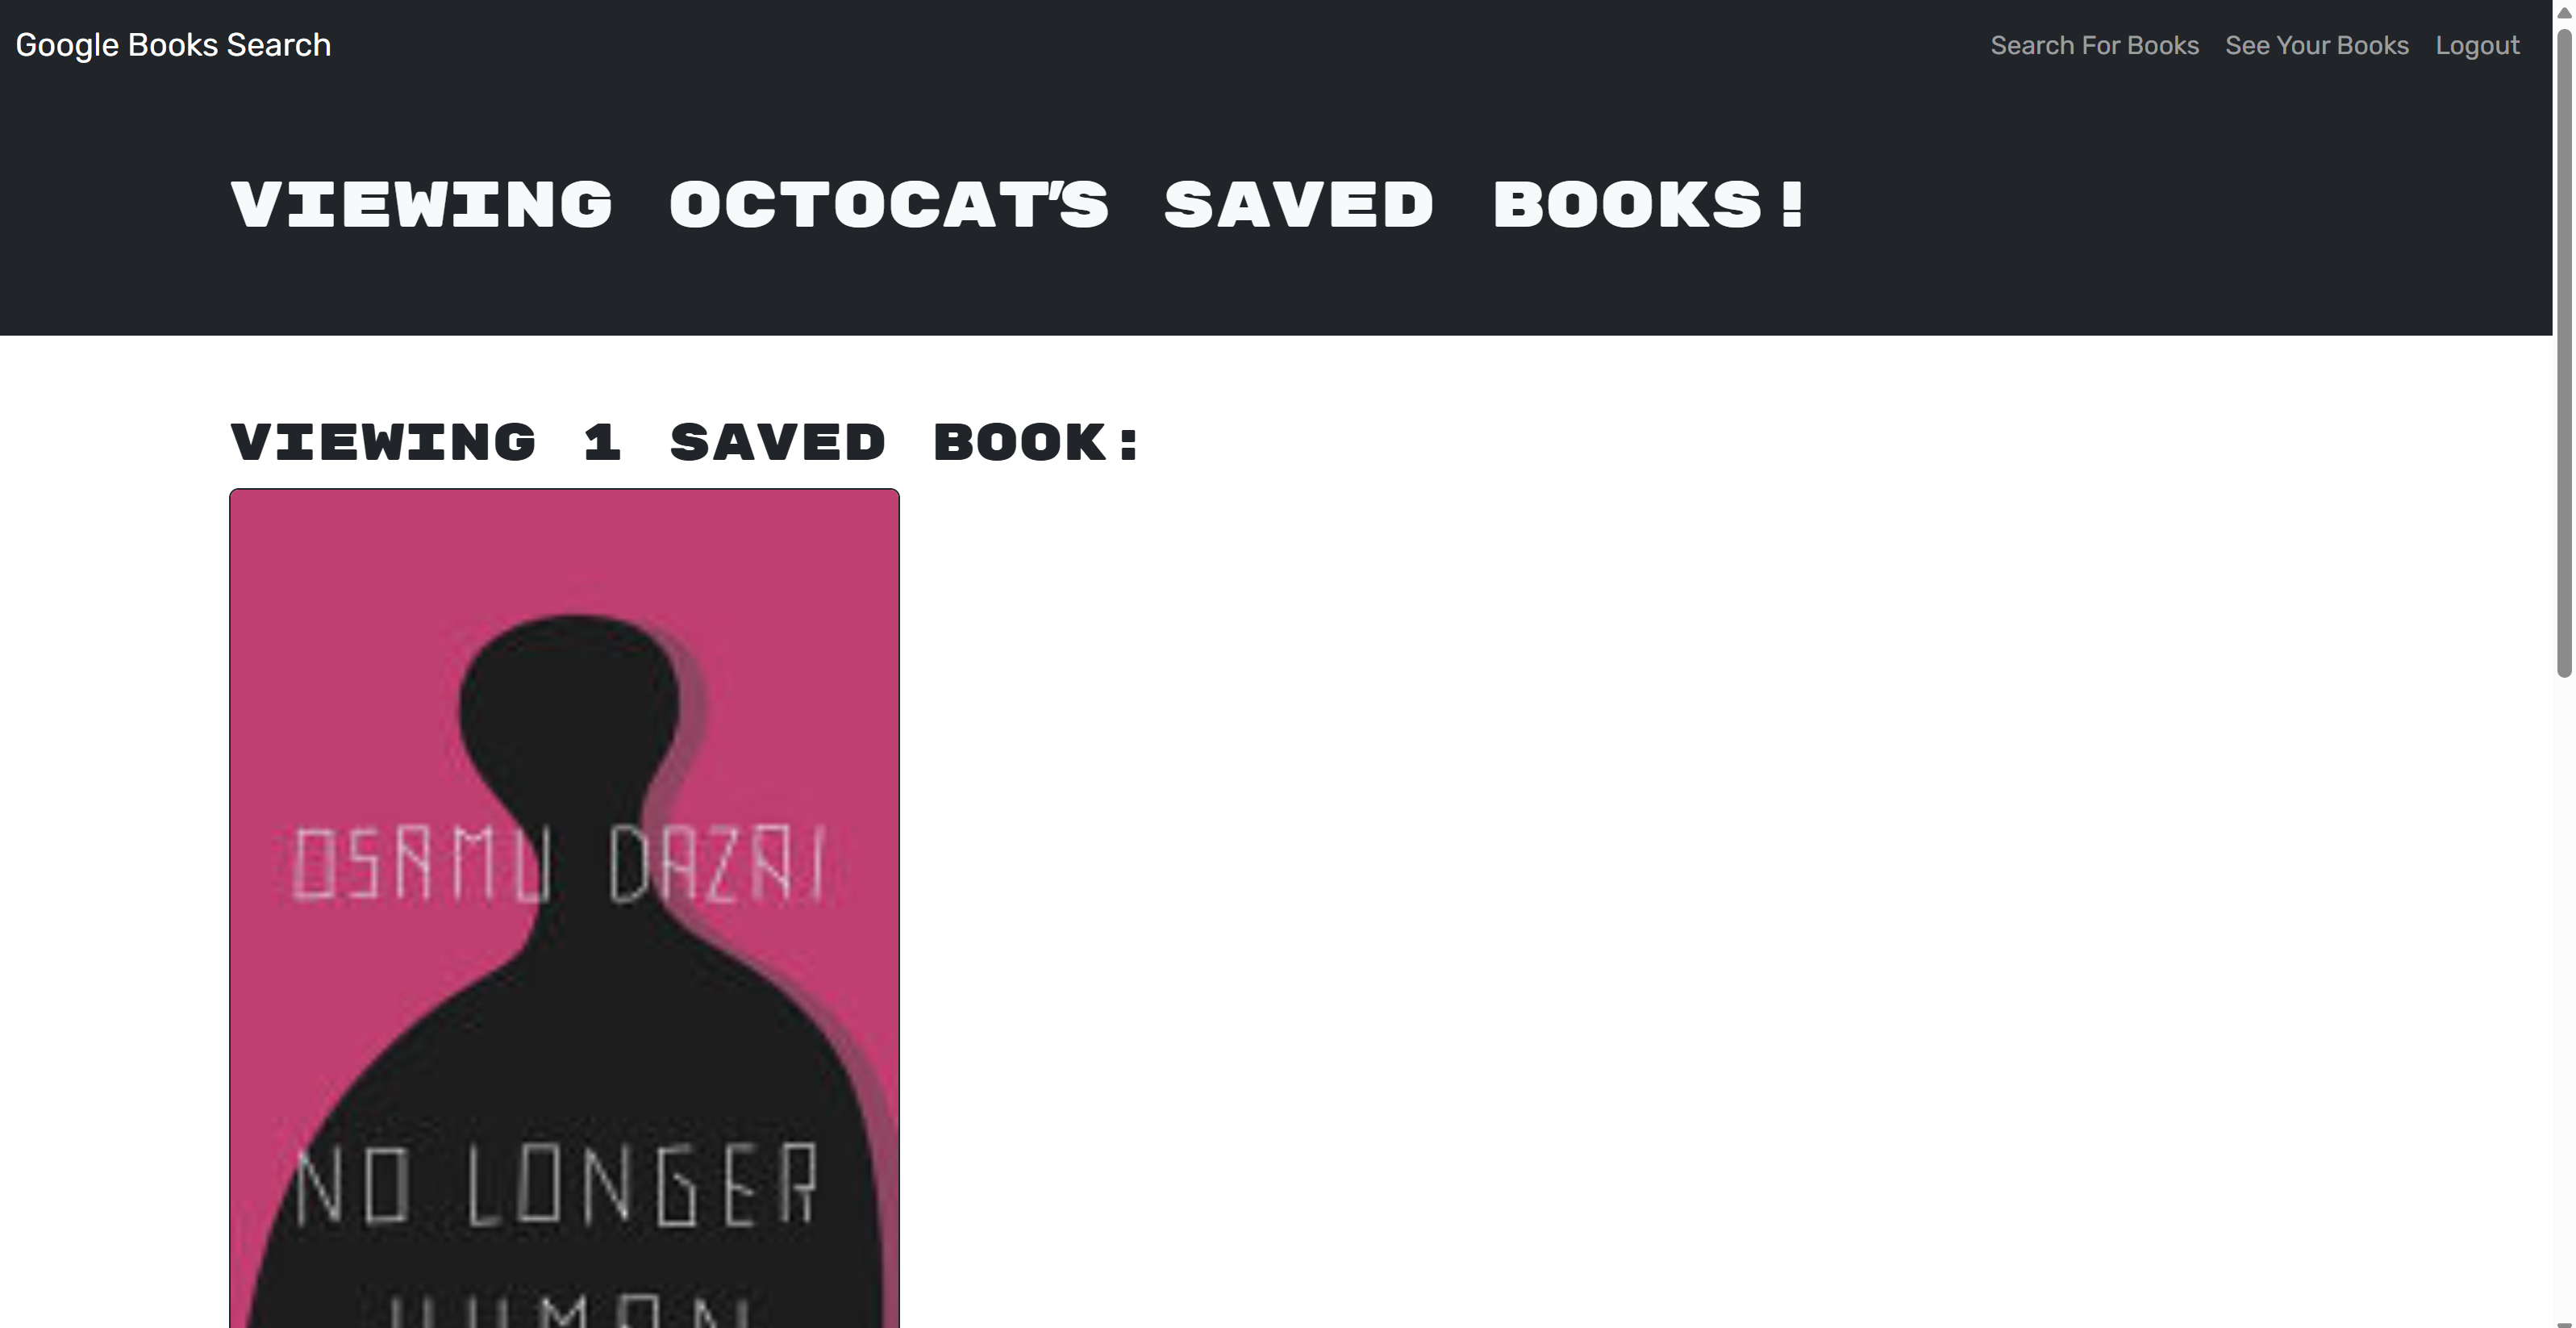 Google Books Search
Search For Books See Your Books Logout
VIEWING OCTOCAT'S SAVED BOOKS!
VIEWING 1 SAVED BOOK:
OSAMU DAZAI
NO LONGER
HUMAN